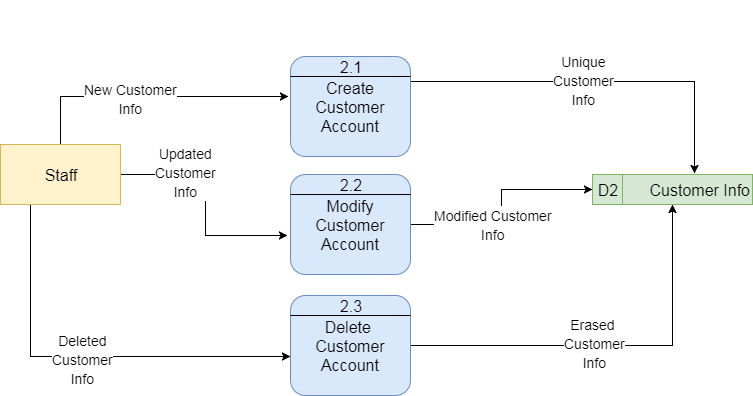 2.1
Create
Customer
Account
Unique
Customer
Info
New Customer
Info
Updated
Customer
Info
Staff
2.2
Modify
Customer
Account
Modified Customer
Info
D2 Customer Info
2.3
Delete
Customer
Account
Deleted
Customer
Info
Erased
Customer
Info